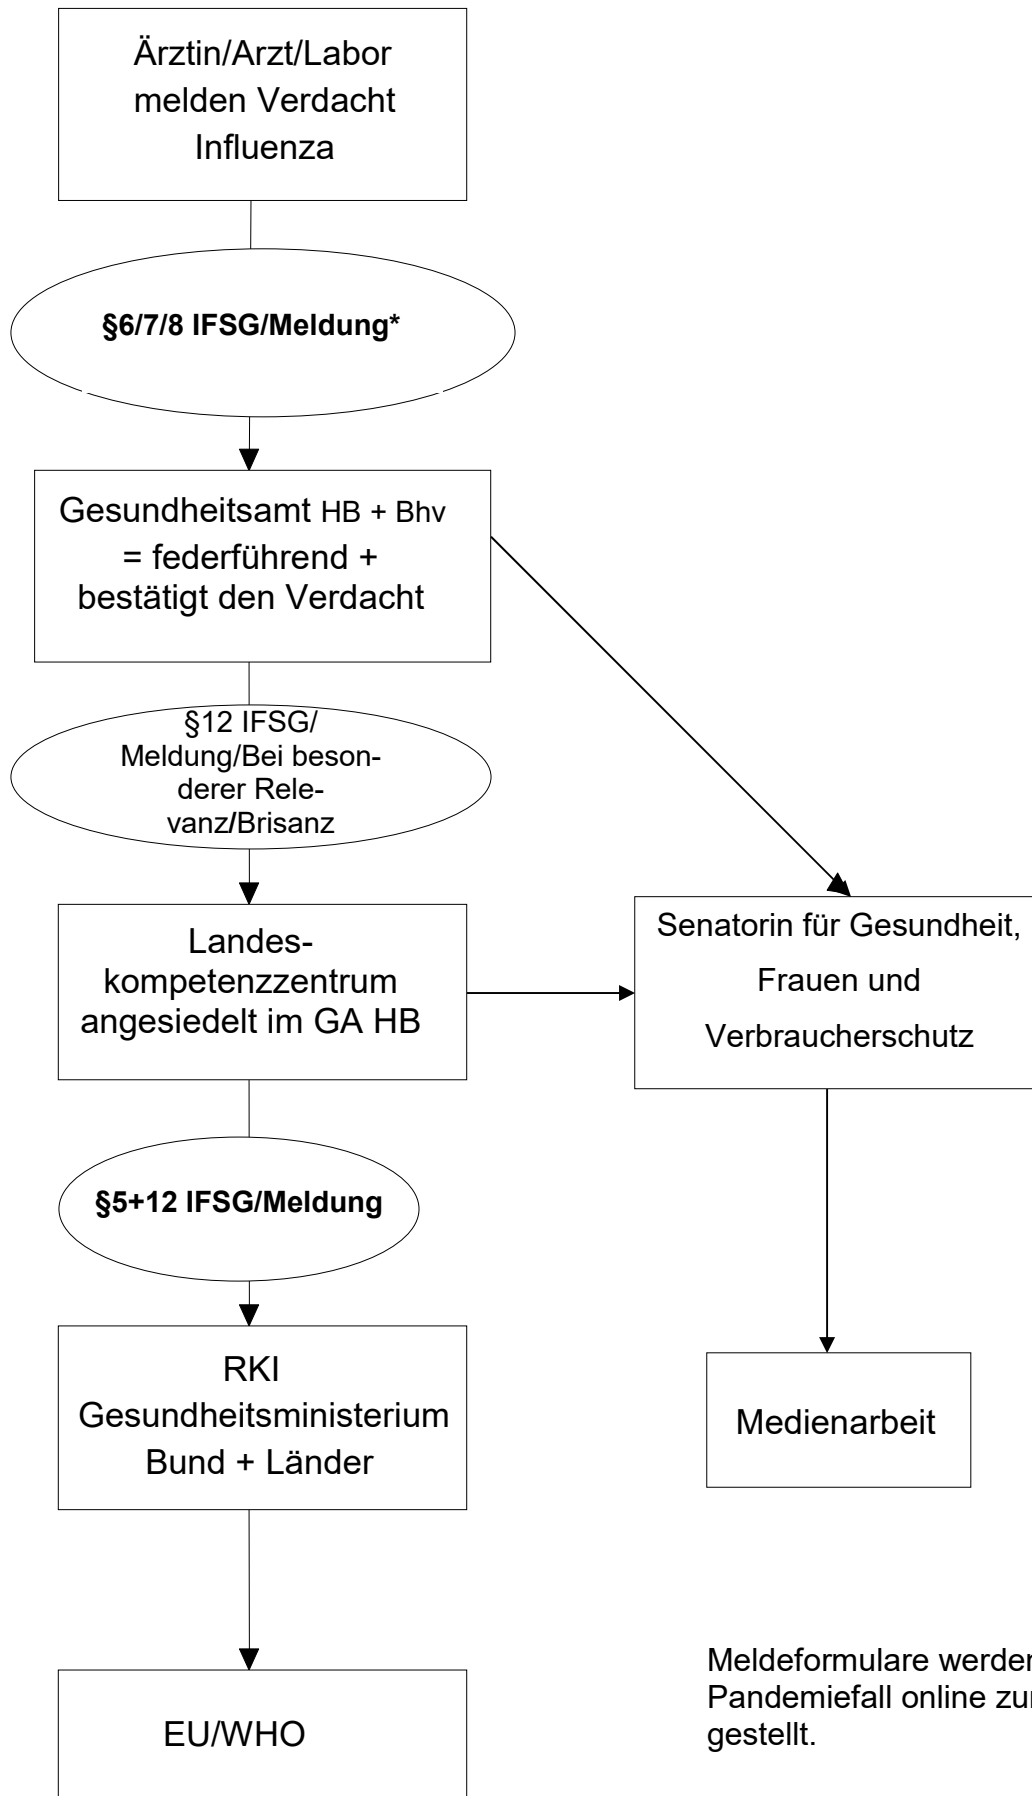 Ärztin/Arzt/Labor
melden Verdacht
Influenza
§6/7/8 IFSG/Meldung*
Gesundheitsamt HB + Bhv
= federführend +
bestätigt den Verdacht
§12 IFSG/
Meldung/Bei beson-
derer Rele-
vanz/Brisanz
Landes-
kompetenzzentrum
angesiedelt im GA HB
Senatorin für Gesundheit,
Frauen und
Verbraucherschutz
§5+12 IFSG/Meldung
RKI
Gesundheitsministerium
Bund + Länder
Medienarbeit
EU/WHO
Meldeformulare werden
Pandemiefall online zur
gestellt.